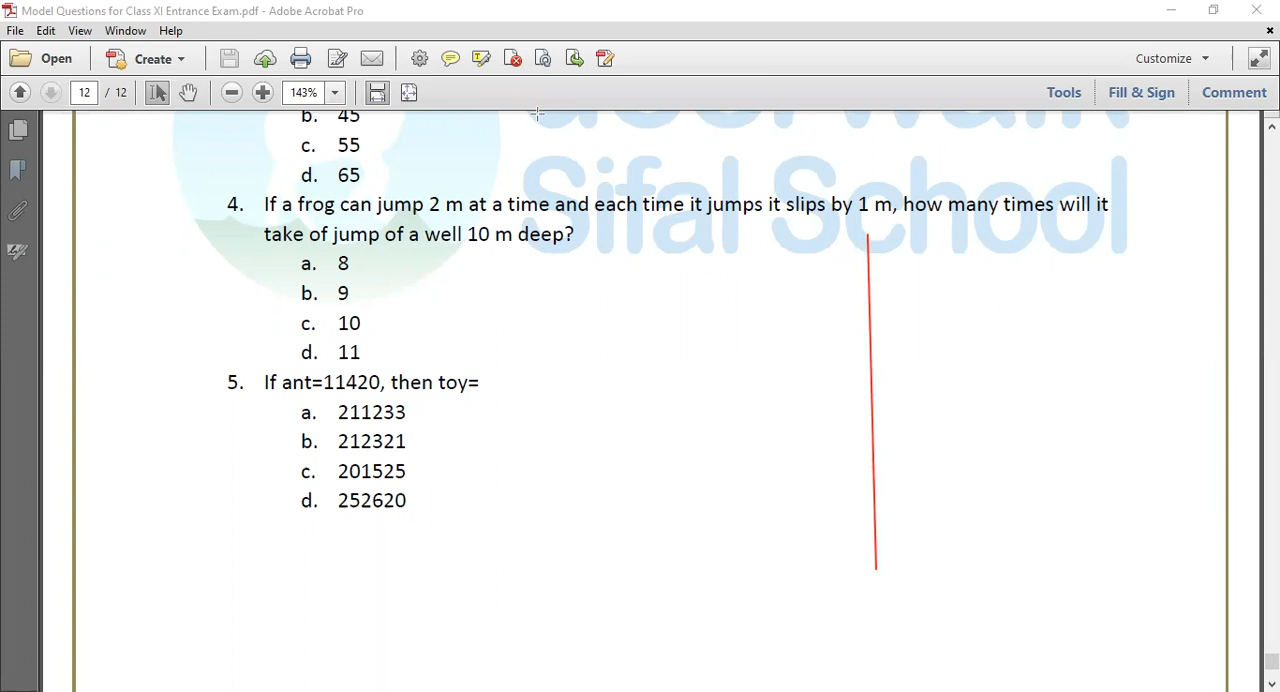 Model Questions for Class XI Entrance Exam.pdf - Adobe Acrobat Pro
File Edit View Window Help
Open Create Customize
12 / 12 143% Tools Fill & Sign Comment
b. 45
c. 55
d. 65
4. If a frog can jump 2 m at a time and each time it jumps it slips by 1 m, how many times will it
take of jump of a well 10 m deep?
a. 8
b. 9
c. 10
d. 11
5. If ant=11420, then toy=
a. 211233
b. 212321
c. 201525
d. 252620
Sifal School